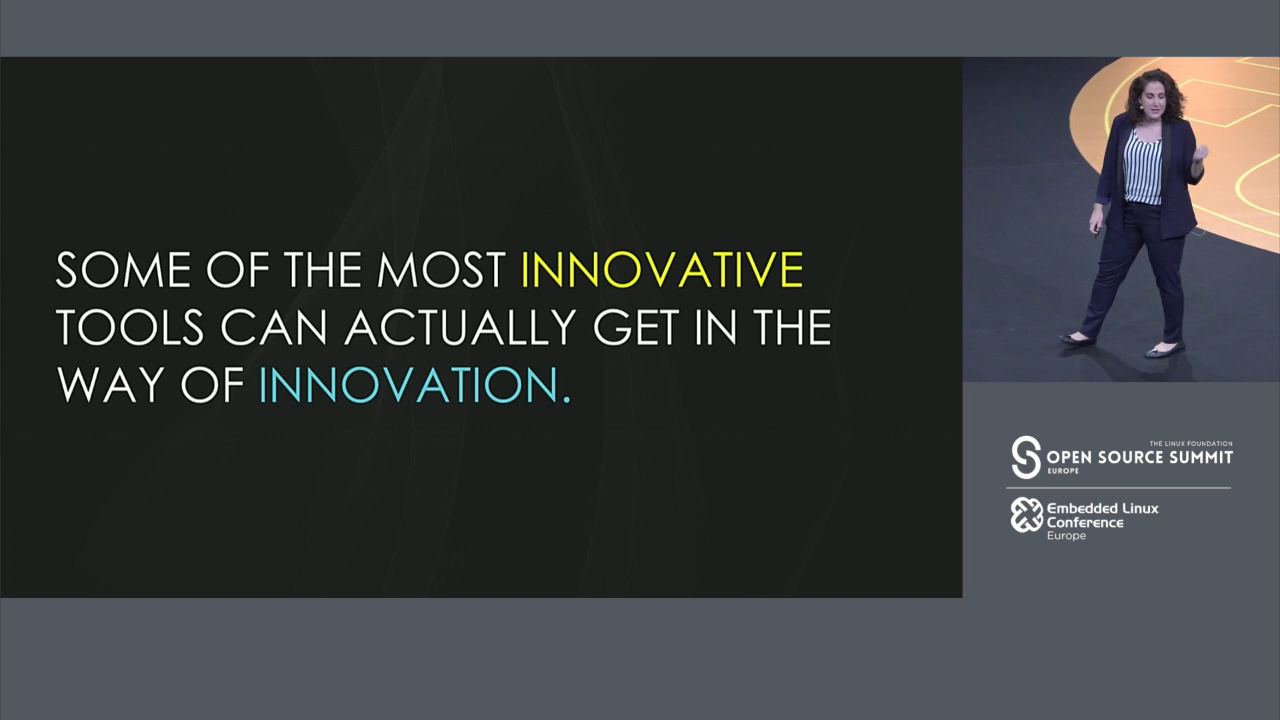 SOME OF THE MOST INNOVATIVE
TOOLS CAN ACTUALLY GET IN THE
WAY OF INNOVATION.
THE LINUX FOUNDATION
OPEN SOURCE SUMMIT
EUROPE
Embedded Linux
Conference
Europe